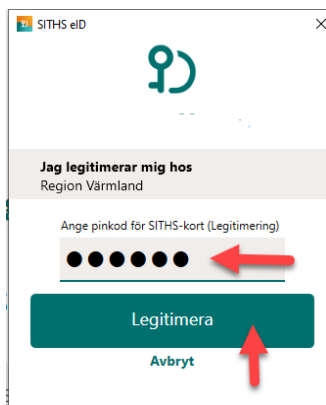 SITHS eID
Jag legitimerar mig hos
Region Värmland
Ange pinkod för SITHS-kort (Legitimering)
●●●●●●
Legitimera
Avbryt